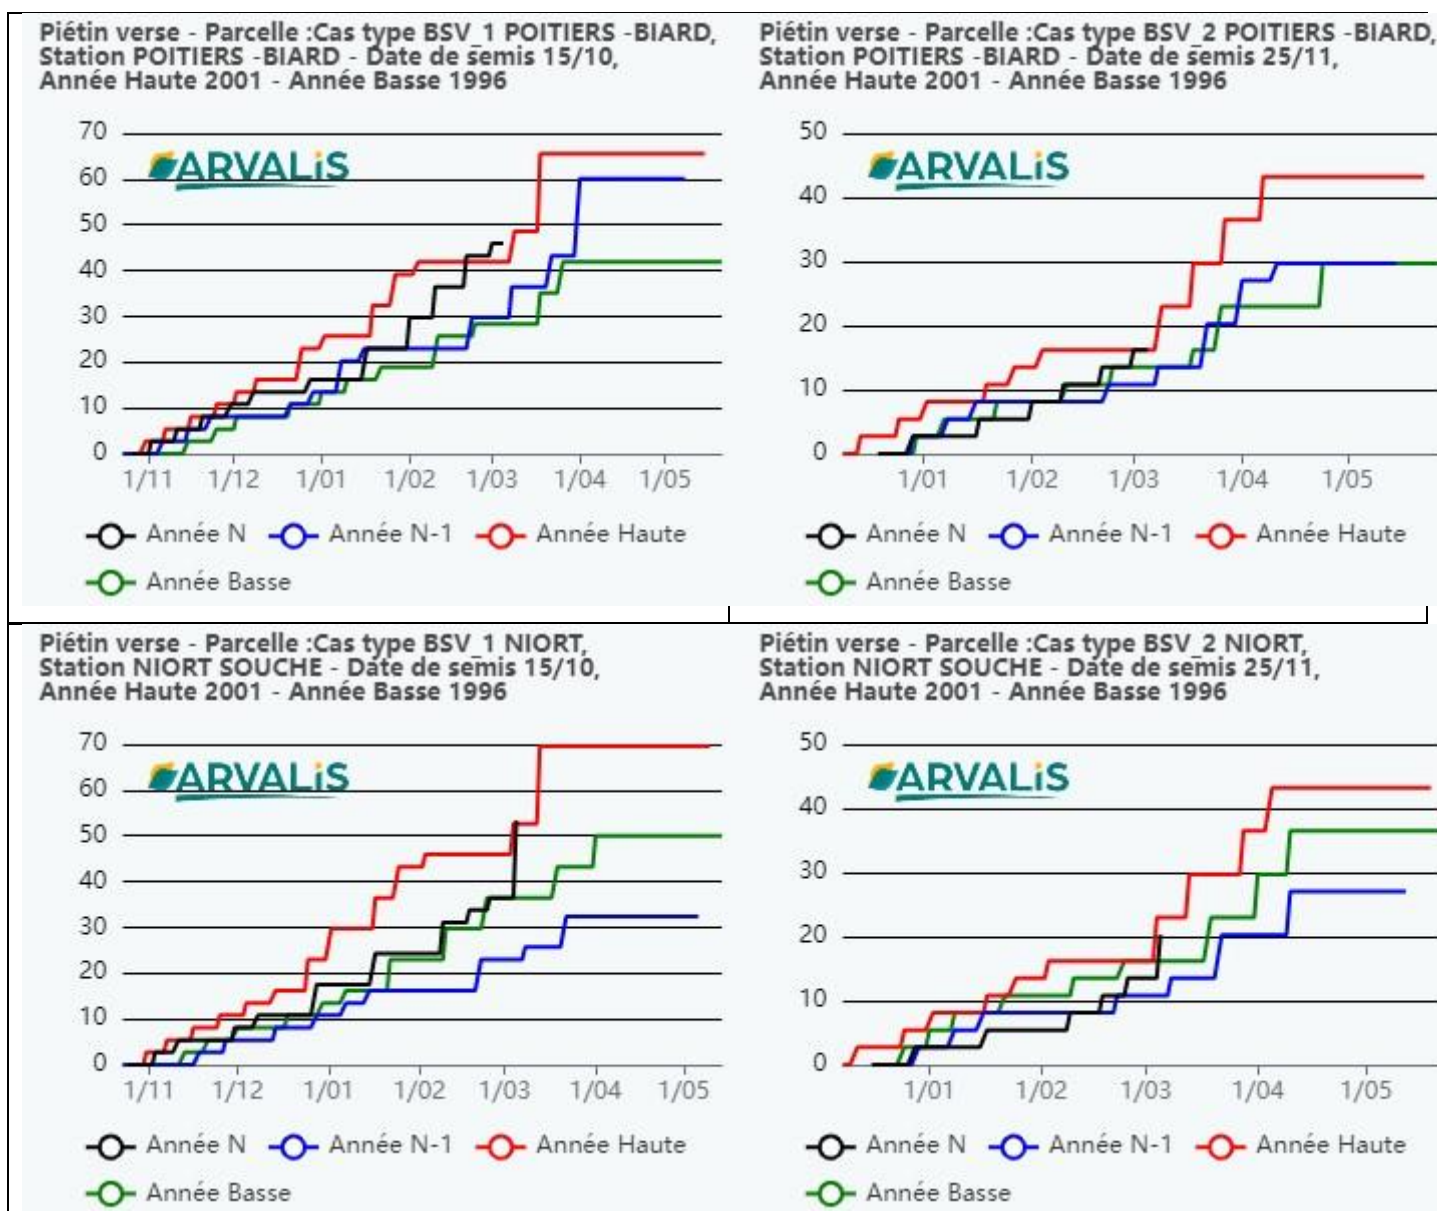 Piétin verse - Parcelle :Cas type BSV_1 POITIERS -BIARD,
Station POITIERS -BIARD - Date de semis 15/10,
Année Haute 2001 - Année Basse 1996
70
60
50
40
30
20
10
0
ARVALiS
1/11 1/12 1/01 1/02 1/03 1/04 1/05
Année N Année N-1 Année Haute
Année Basse
Piétin verse - Parcelle :Cas type BSV_2 POITIERS -BIARD,
Station POITIERS -BIARD - Date de semis 25/11,
Année Haute 2001 - Année Basse 1996
50
40
30
20
10
0
ARVALiS
1/01 1/02 1/03 1/04 1/05
Année N Année N-1 Année Haute
Année Basse
Piétin verse - Parcelle :Cas type BSV_1 NIORT,
Station NIORT SOUCHE - Date de semis 15/10,
Année Haute 2001 - Année Basse 1996
70
60
50
40
30
20
10
0
ARVALiS
1/11 1/12 1/01 1/02 1/03 1/04 1/05
Année N Année N-1 Année Haute
Année Basse
Piétin verse - Parcelle :Cas type BSV_2 NIORT,
Station NIORT SOUCHE - Date de semis 25/11,
Année Haute 2001 - Année Basse 1996
50
40
30
20
10
0
ARVALiS
1/01 1/02 1/03 1/04 1/05
Année N Année N-1 Année Haute
Année Basse